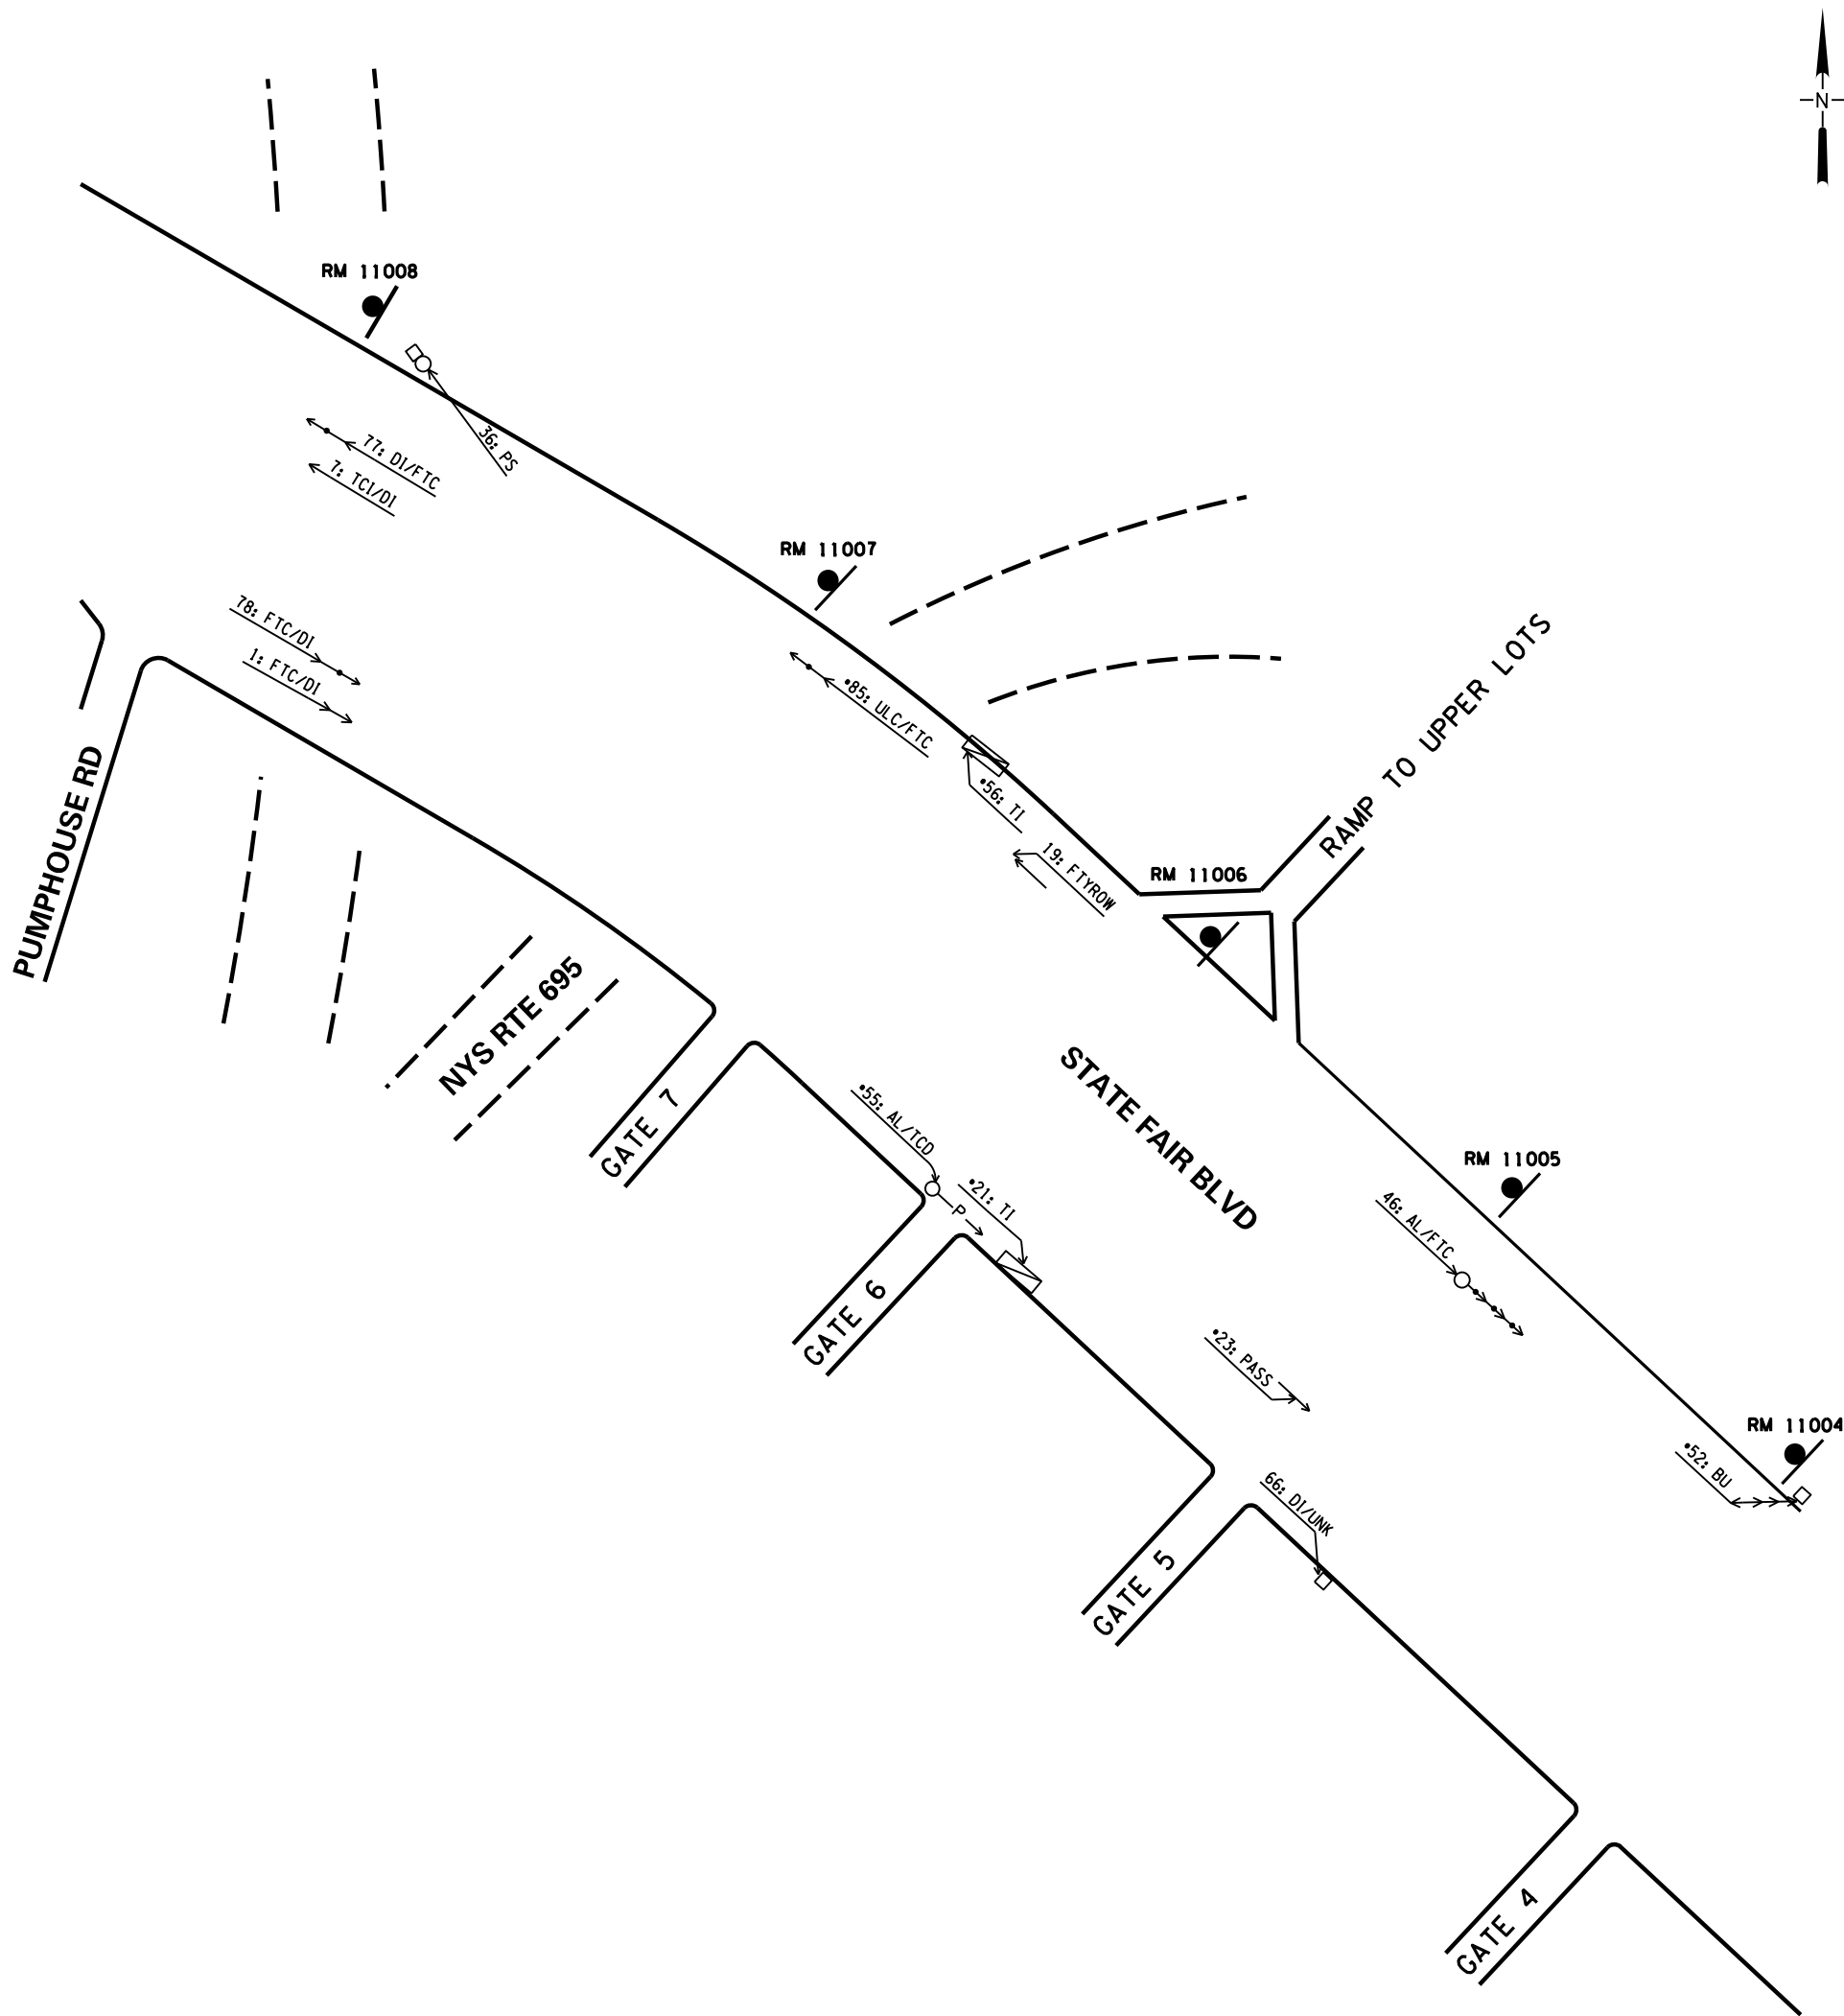 N
RM 11008
36: PS
77: DI/FTC
7: TCI/DI
RM 11007
78: FTC/DI
1: FTC/DI
RAMP TO UPPER LOTS
•85: ULC/FTC
•56: TI
PUMPHOUSE RD
19: FTYROW
RM 11006
NYS RTE 695
GATE 7
STATE FAIR BLVD
•55: AL/TCD
P
•21: TI
RM 11005
46: AL/FTC
GATE 6
•23: PASS
RM 11004
•52: BU
66: DI/UNK
GATE 5
GATE 4